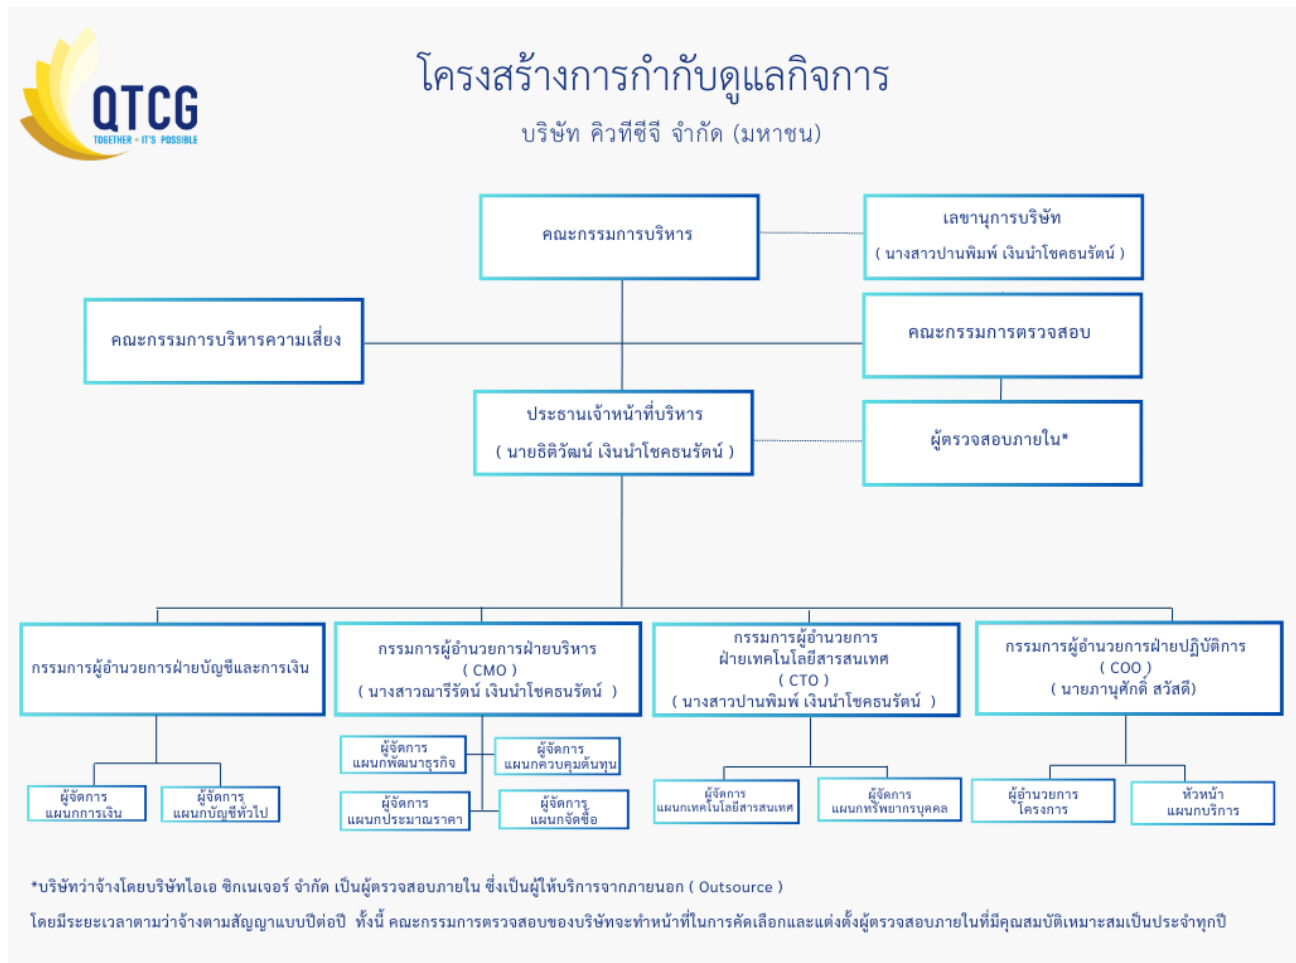 QTCG
TOGETHER • IT'S POSSIBLE
โครงสร้างการกำกับดูแลกิจการ
บริษัท คิวทีซีจี จำกัด (มหาชน)
คณะกรรมการบริหาร
เลขานุการบริษัท
( นางสาวปานพิมพ์ เงินนำโชคธนรัตน์ )
คณะกรรมการบริหารความเสี่ยง
คณะกรรมการตรวจสอบ
ประธานเจ้าหน้าที่บริหาร
( นายธิติวัฒน์ เงินนำโชคธนรัตน์ )
ผู้ตรวจสอบภายใน*
กรรมการผู้อำนวยการฝ่ายบัญชีและการเงิน
กรรมการผู้อำนวยการฝ่ายบริหาร
( CMO )
( นางสาวณารีรัตน์ เงินนำโชคธนรัตน์ )
กรรมการผู้อำนวยการ
ฝ่ายเทคโนโลยีสารสนเทศ
( CTO )
( นางสาวปานพิมพ์ เงินนำโชคธนรัตน์ )
กรรมการผู้อำนวยการฝ่ายปฏิบัติการ
( COO )
( นายภานุศักดิ์ สวัสดี)
ผู้จัดการ
แผนกการเงิน
ผู้จัดการ
แผนกบัญชีทั่วไป
ผู้จัดการ
แผนกพัฒนาธุรกิจ
ผู้จัดการ
แผนกควบคุมต้นทุน
ผู้จัดการ
แผนกประมาณราคา
ผู้จัดการ
แผนกจัดซื้อ
ผู้จัดการ
แผนกเทคโนโลยีสารสนเทศ
ผู้จัดการ
แผนกทรัพยากรบุคคล
ผู้อำนวยการ
โครงการ
หัวหน้า
แผนกบริการ
*บริษัทว่าจ้างโดยบริษัทไอเอ ซิกเนเจอร์ จำกัด เป็นผู้ตรวจสอบภายใน ซึ่งเป็นผู้ให้บริการจากภายนอก ( Outsource )
โดยมีระยะเวลาตามว่าจ้างตามสัญญาแบบปีต่อปี ทั้งนี้ คณะกรรมการตรวจสอบของบริษัทจะทำหน้าที่ในการคัดเลือกและแต่งตั้งผู้ตรวจสอบภายในที่มีคุณสมบัติเหมาะสมเป็นประจำทุกปี